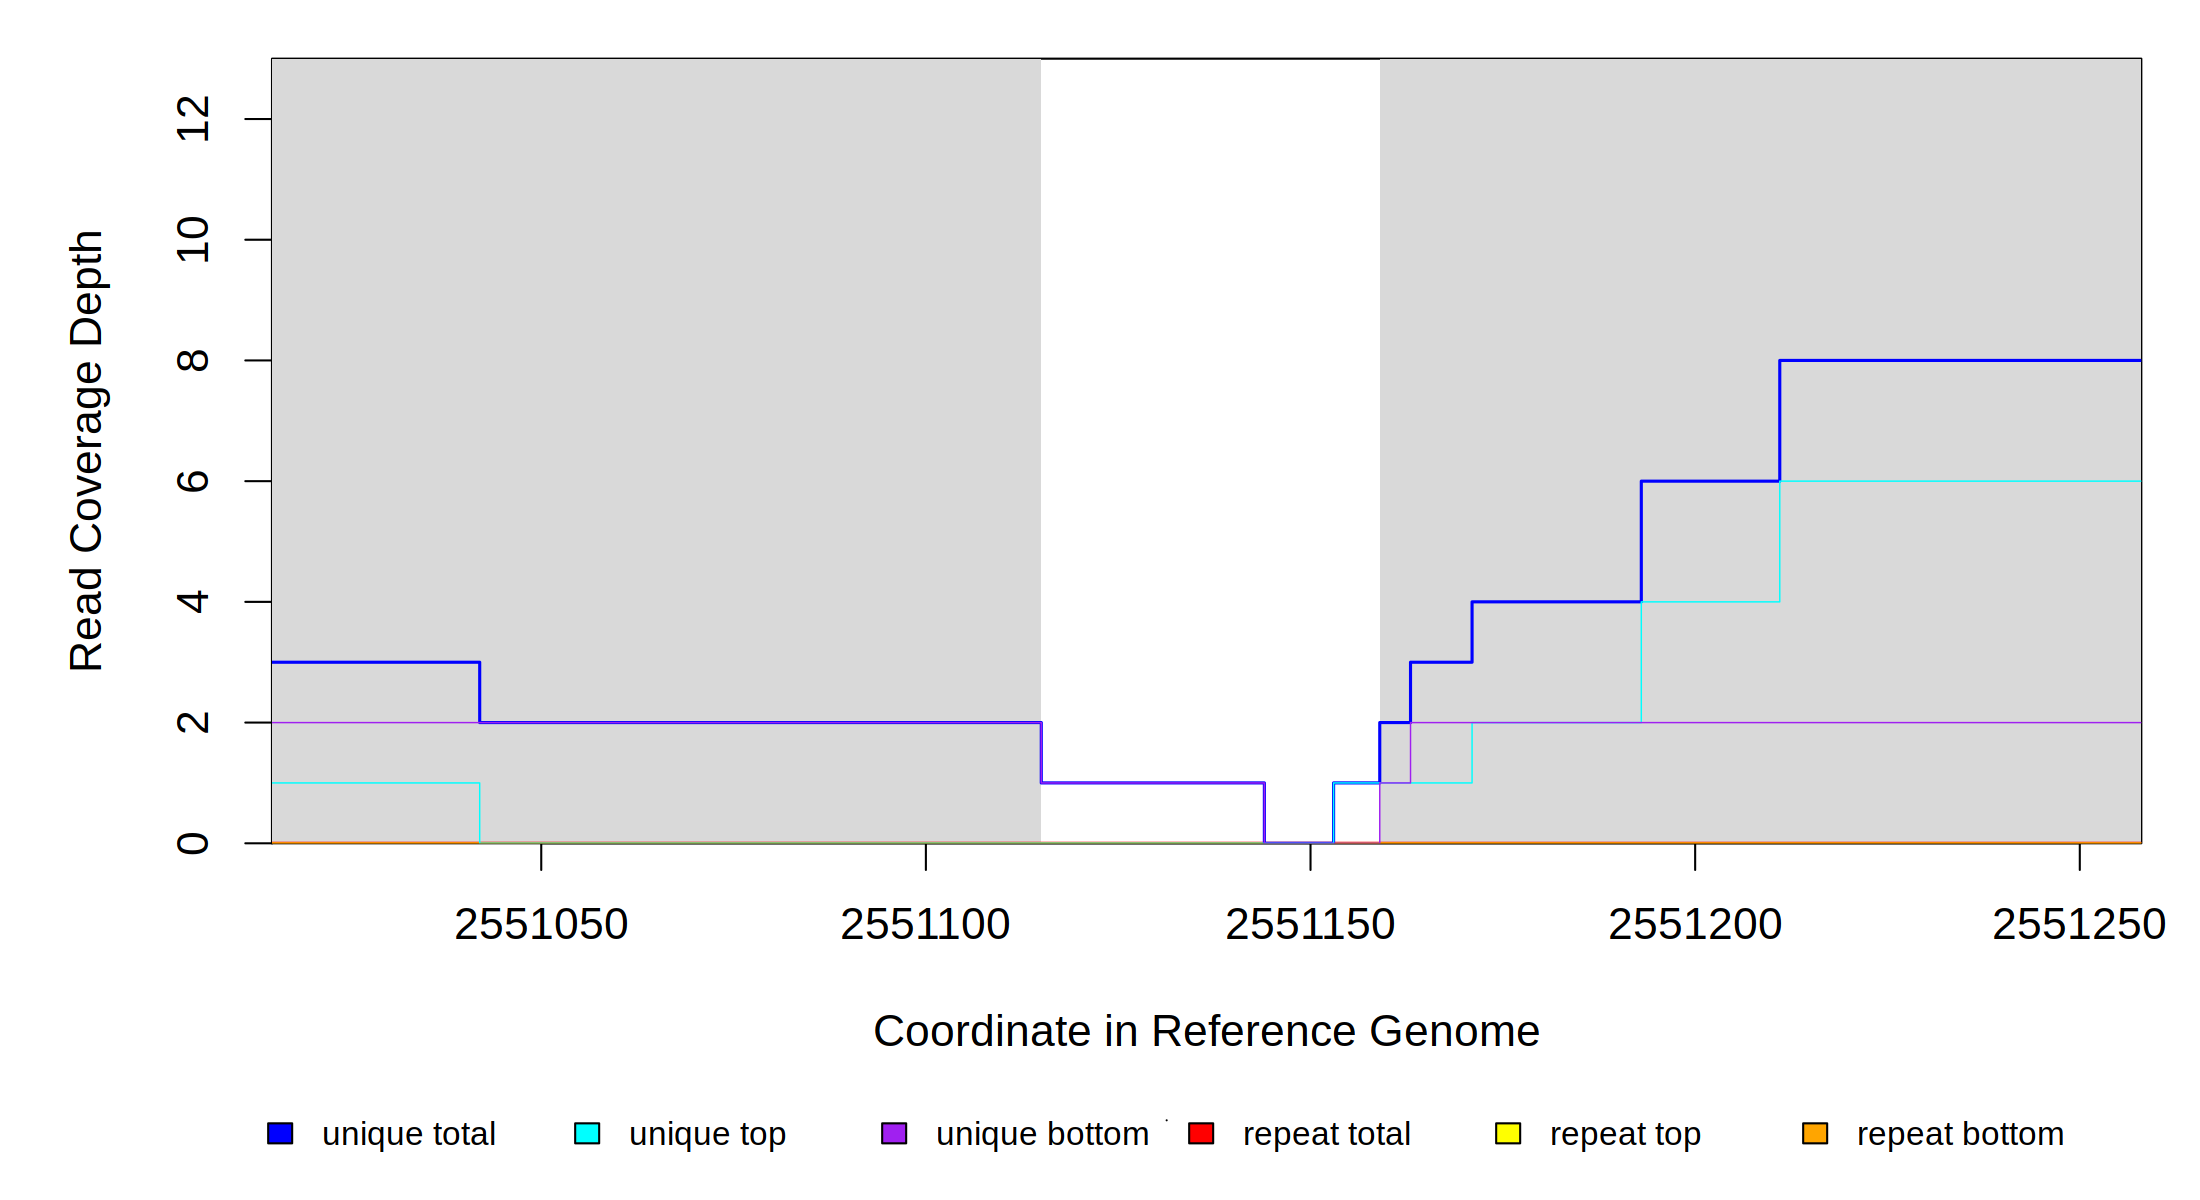 12
10
8
6
4
2
0
Read Coverage Depth
2551050 2551100 2551150 2551200 2551250
Coordinate in Reference Genome
unique total unique top unique bottom repeat total repeat top repeat bottom